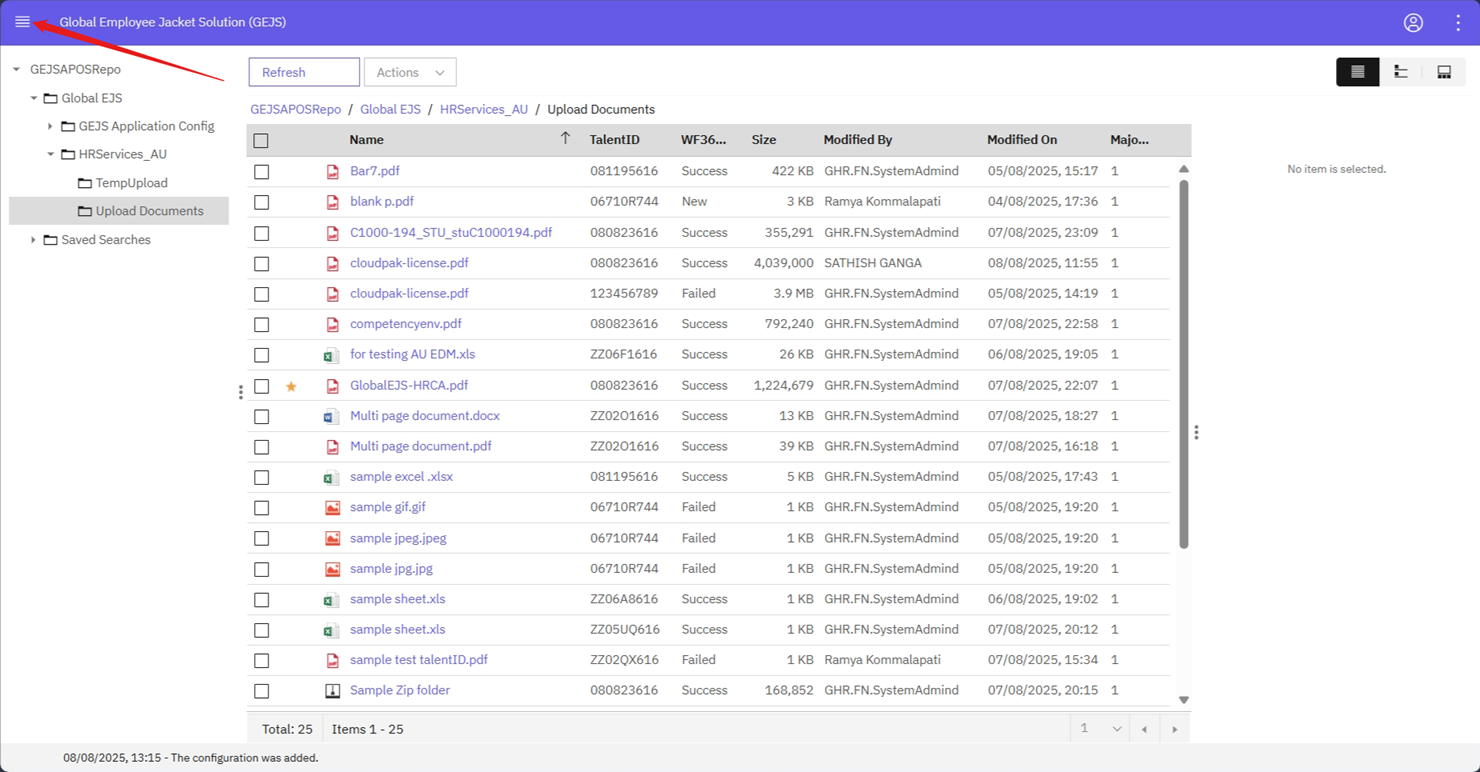 Global Employee Jacket Solution (GEJS)
GEJSAPOSRepo
Global EJS
GEJS Application Config
HRServices_AU
TempUpload
Upload Documents
Saved Searches
Refresh Actions
GEJSAPOSRepo / Global EJS / HRServices_AU / Upload Documents
Name TalentID WF36... Size Modified By Modified On Majo...
Bar7.pdf 081195616 Success 422 KB GHR.FN.SystemAdmind 05/08/2025, 15:17 1
blank p.pdf 06710R744 New 3 KB Ramya Kommalapati 04/08/2025, 17:36 1
C1000-194_STU_stuC1000194.pdf 080823616 Success 355,291 GHR.FN.SystemAdmind 07/08/2025, 23:09 1
cloudpak-license.pdf 080823616 Success 4,039,000 SATHISH GANGA 08/08/2025, 11:55 1
cloudpak-license.pdf 123456789 Failed 3.9 MB GHR.FN.SystemAdmind 05/08/2025, 14:19 1
competencyenv.pdf 080823616 Success 792,240 GHR.FN.SystemAdmind 07/08/2025, 22:58 1
for testing AU EDM.xls ZZ06F1616 Success 26 KB GHR.FN.SystemAdmind 06/08/2025, 19:05 1
GlobalEJS-HRCA.pdf 080823616 Success 1,224,679 GHR.FN.SystemAdmind 07/08/2025, 22:07 1
Multi page document.docx ZZ02O1616 Success 13 KB GHR.FN.SystemAdmind 07/08/2025, 18:27 1
Multi page document.pdf ZZ02O1616 Success 39 KB GHR.FN.SystemAdmind 07/08/2025, 16:18 1
sample excel .xlsx 081195616 Success 5 KB GHR.FN.SystemAdmind 05/08/2025, 17:43 1
sample gif.gif 06710R744 Failed 1 KB GHR.FN.SystemAdmind 05/08/2025, 19:20 1
sample jpeg.jpeg 06710R744 Failed 1 KB GHR.FN.SystemAdmind 05/08/2025, 19:20 1
sample jpg.jpg 06710R744 Failed 1 KB GHR.FN.SystemAdmind 05/08/2025, 19:20 1
sample sheet.xls ZZ06A8616 Success 1 KB GHR.FN.SystemAdmind 06/08/2025, 19:02 1
sample sheet.xls ZZ05UQ616 Success 1 KB GHR.FN.SystemAdmind 07/08/2025, 20:12 1
sample test talentID.pdf ZZ02QX616 Failed 1 KB Ramya Kommalapati 07/08/2025, 15:34 1
Sample Zip folder 080823616 Success 168,852 GHR.FN.SystemAdmind 07/08/2025, 20:15 1
Total: 25 Items 1 - 25 1
No item is selected.
08/08/2025, 13:15 - The configuration was added.